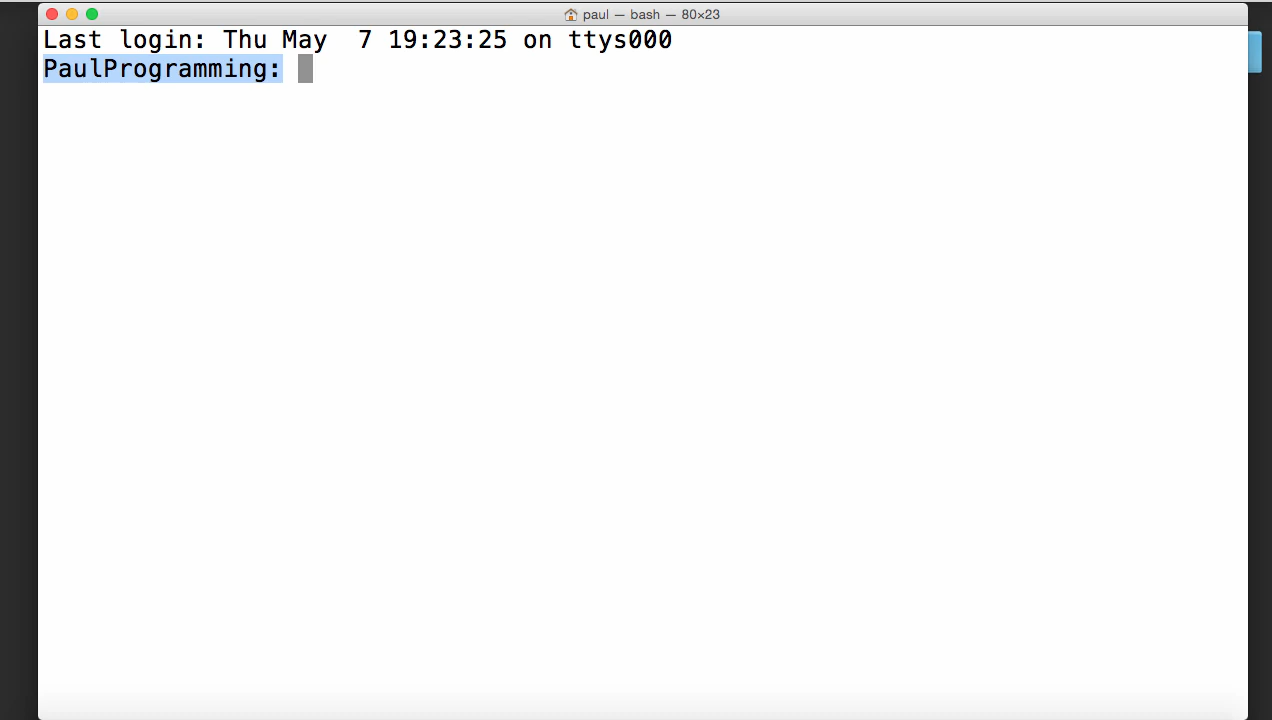 paul — bash — 80×23
Last login: Thu May  7 19:23:25 on ttys000
PaulProgramming: